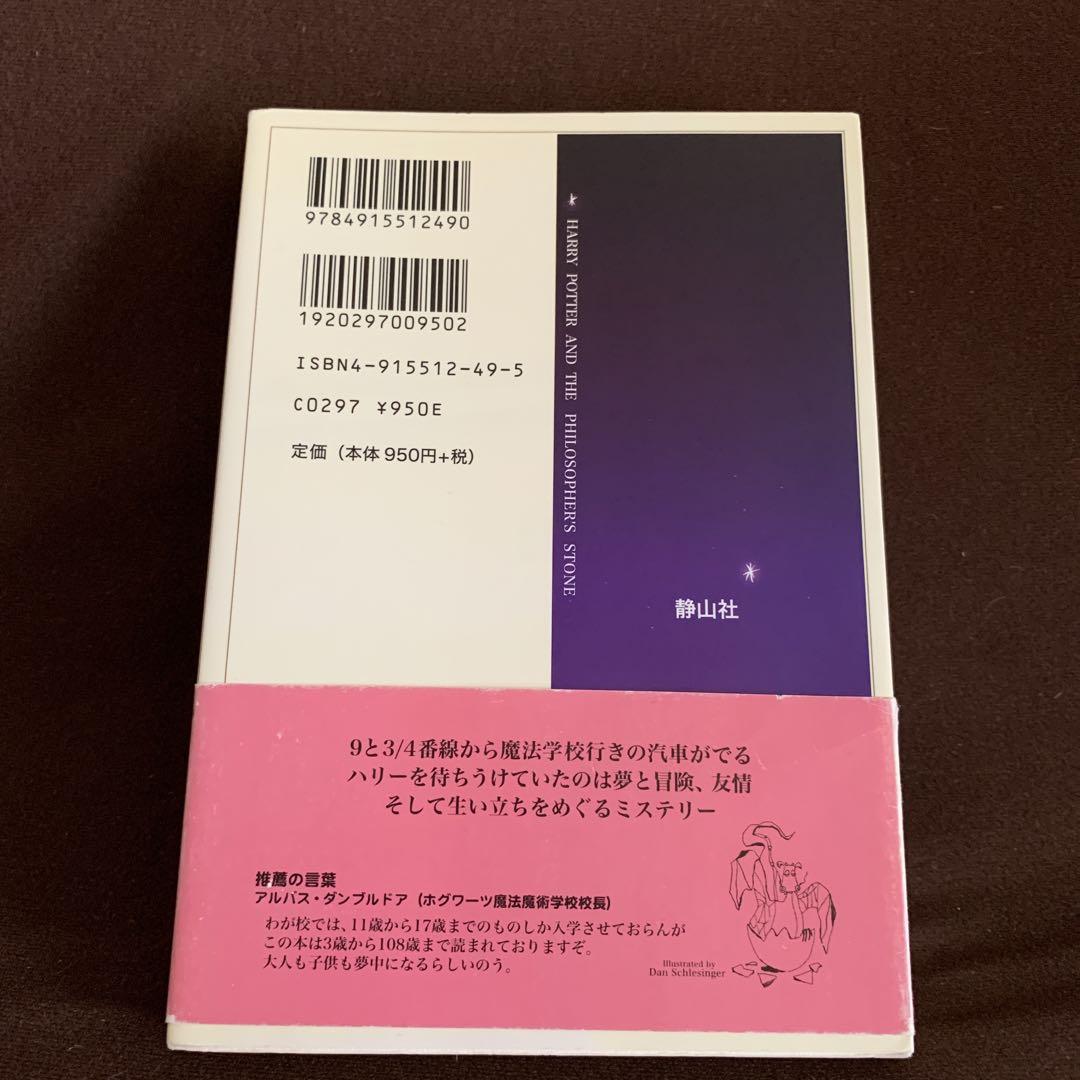 9784915512490
1920297009502
ISBN4-915512-49-5
C0297 ¥950E
定価（本体950円+税）
HARRY POTTER AND THE PHILOSOPHER'S STONE
静山社
9と3/4番線から魔法学校行きの汽車がでる
ハリーを待ちうけていたのは夢と冒険、友情
そして生い立ちをめぐるミステリー
推薦の言葉
アルバス・ダンブルドア（ホグワーツ魔法魔術学校校長）
わが校では、11歳から17歳までのものしか入学させておらんが
この本は3歳から108歳まで読まれておりますぞ。
大人も子供も夢中になるらしいのう。
Illustrated by
Dan Schlesinger